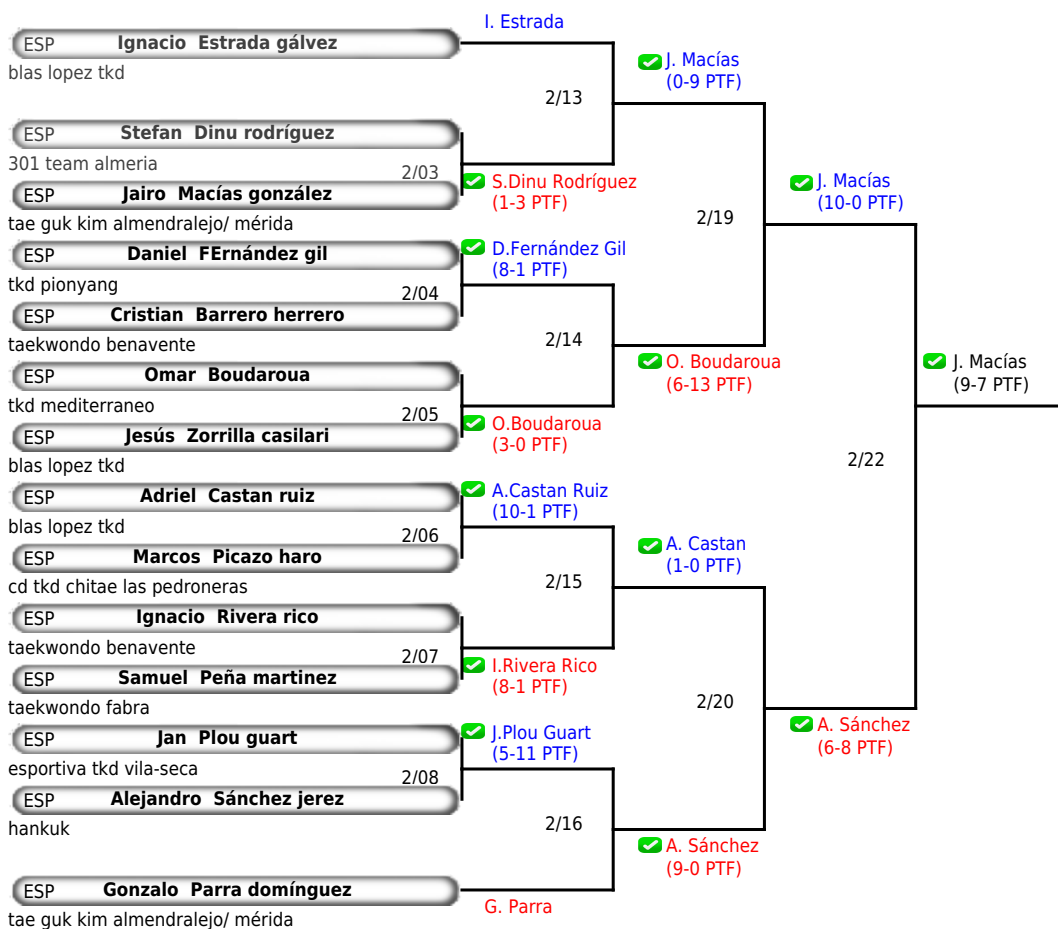 I. Estrada
ESP Ignacio Estrada gálvez
blas lopez tkd
J. Macías
(0-9 PTF)
2/13
ESP Stefan Dinu rodríguez
301 team almeria
2/03
S.Dinu Rodríguez
(1-3 PTF)
J. Macías
(10-0 PTF)
ESP Jairo Macías gonzález
tae guk kim almendralejo/ mérida
2/19
ESP Daniel FErnández gil
D.Fernández Gil
(8-1 PTF)
tkd pionyang
2/04
ESP Cristian Barrero herrero
taekwondo benavente
2/14
ESP Omar Boudaroua
O. Boudaroua
(6-13 PTF)
J. Macías
(9-7 PTF)
tkd mediterraneo
2/05
ESP Jesús Zorrilla casilari
O.Boudaroua
(3-0 PTF)
blas lopez tkd
2/22
ESP Adriel Castan ruiz
A.Castan Ruiz
(10-1 PTF)
blas lopez tkd
2/06
ESP Marcos Picazo haro
A. Castan
(1-0 PTF)
cd tkd chitae las pedroneras
2/15
ESP Ignacio Rivera rico
taekwondo benavente
2/07
I.Rivera Rico
(8-1 PTF)
ESP Samuel Peña martinez
taekwondo fabra
2/20
ESP Jan Plou guart
J.Plou Guart
(5-11 PTF)
A. Sánchez
(6-8 PTF)
esportiva tkd vila-seca
2/08
ESP Alejandro Sánchez jerez
hankuk
2/16
A. Sánchez
(9-0 PTF)
ESP Gonzalo Parra domínguez
G. Parra
tae guk kim almendralejo/ mérida